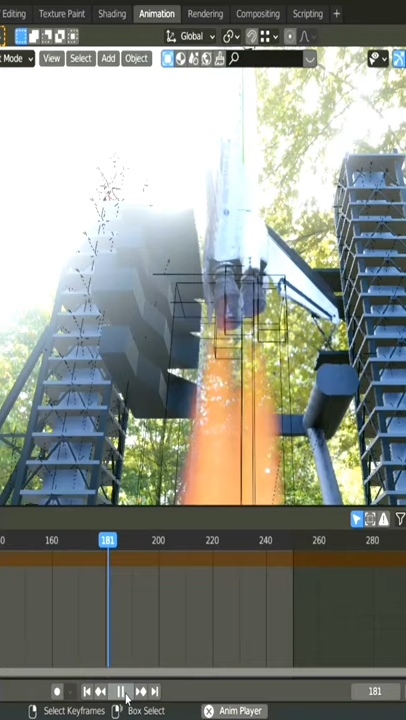 Editing Texture Paint Shading Animation Rendering Compositing Scripting +
Global
t Mode View Select Add Object
160 181 200 220 240 260 280
181
Select Keyframes Box Select Anim Player